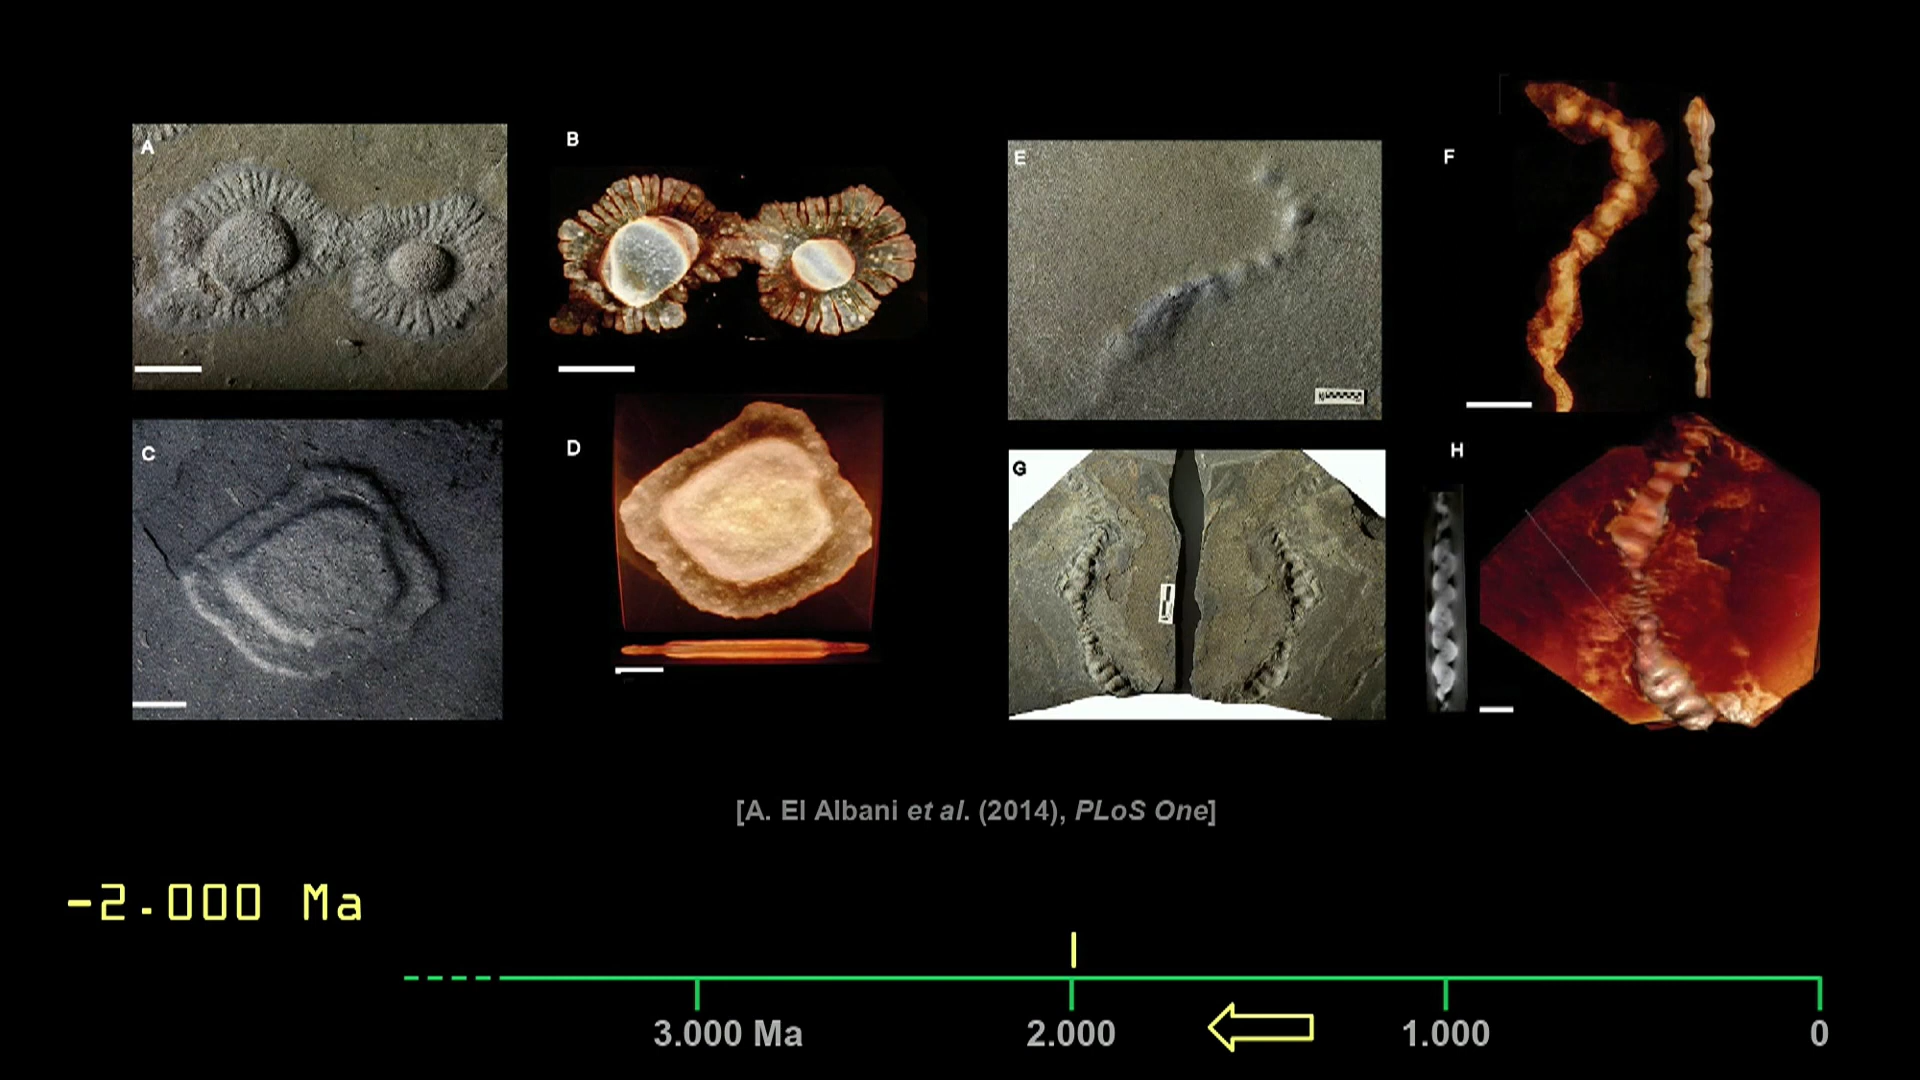 A
B
C
D
E
F
G
H
[A. El Albani et al. (2014), PLoS One]
-2.000 Ma
3.000 Ma
2.000
1.000
0